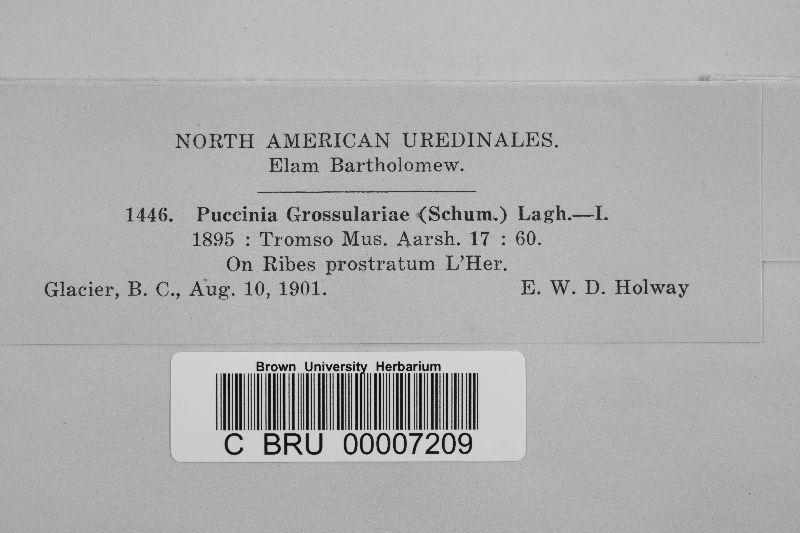 NORTH AMERICAN UREDINALES.
Elam Bartholomew.
1446. Puccinia Grossulariae (Schum.) Lagh.—I.
1895 : Tromso Mus. Aarsh. 17 : 60.
On Ribes prostratum L'Her.
Glacier, B. C., Aug. 10, 1901. E. W. D. Holway
Brown University Herbarium
C BRU 00007209